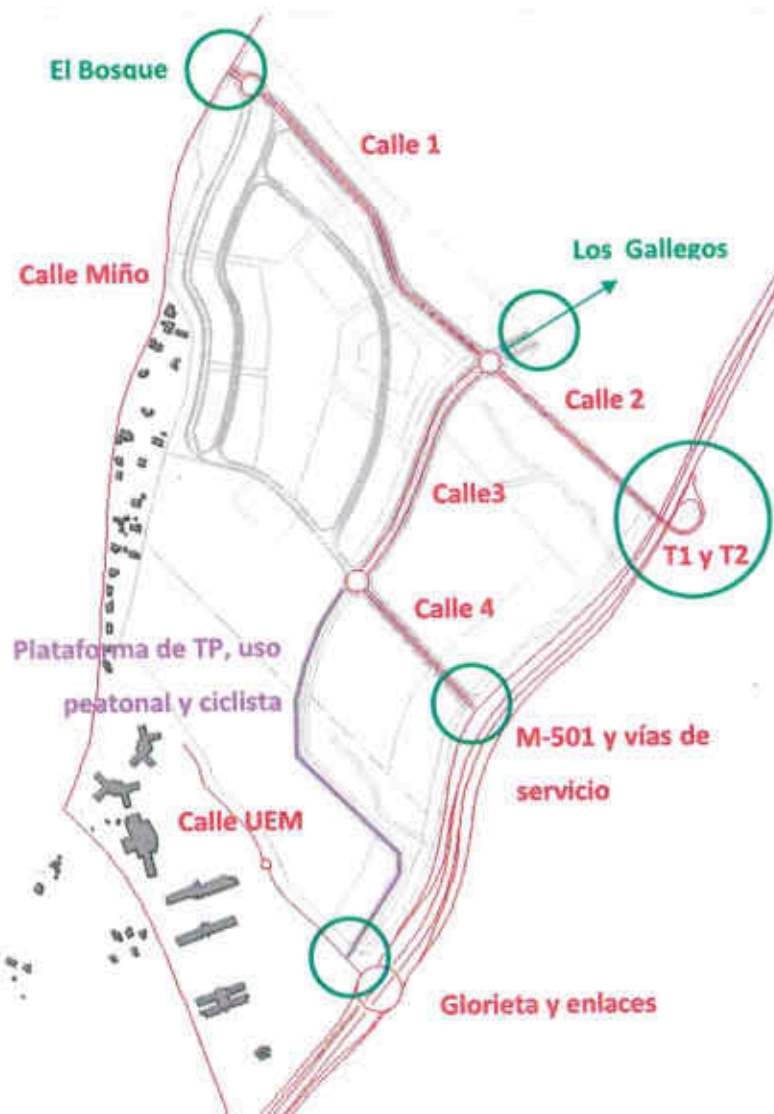 El Bosque
Calle 1
Los Gallegos
Calle Miño
Calle 2
Calle3
T1 y T2
Calle 4
Plataforma de TP, uso
peatonal y ciclista
M-501 y vías de
servicio
Calle UEM
Glorieta y enlaces